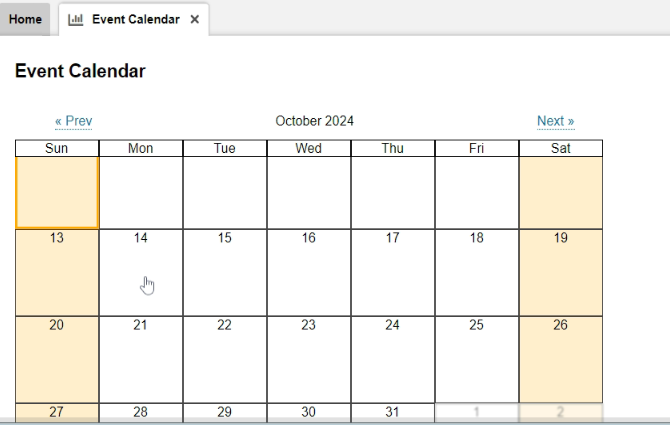 Home Event Calendar ×
Event Calendar
« Prev October 2024 Next »
Sun Mon Tue Wed Thu Fri Sat
13 14 15 16 17 18 19
20 21 22 23 24 25 26
27 28 29 30 31 1 2